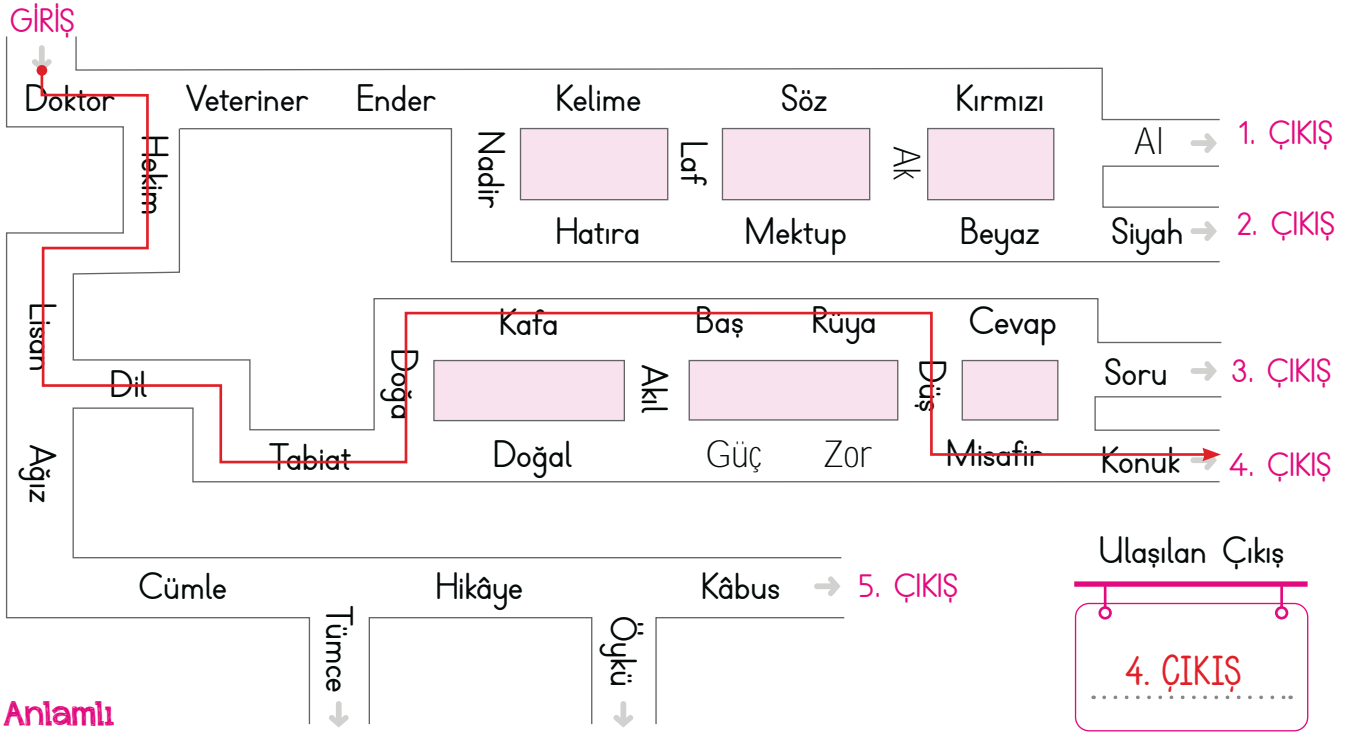 GİRİŞ
Doktor Veteriner Ender Kelime Söz Kırmızı
Hekim Nadir Laf Ak Al 1. ÇIKIŞ
Hatıra Mektup Beyaz Siyah 2. ÇIKIŞ
Lisan Kafa Baş Rüya Cevap
Dil Doğa Akıl Düş Soru 3. ÇIKIŞ
Ağız Tabiat Doğal Güç Zor Misafir Konuk 4. ÇIKIŞ
Ulaşılan Çıkış
Cümle Hikâye Kâbus 5. ÇIKIŞ
Tümce Öykü
4. ÇIKIŞ
Anlamlı